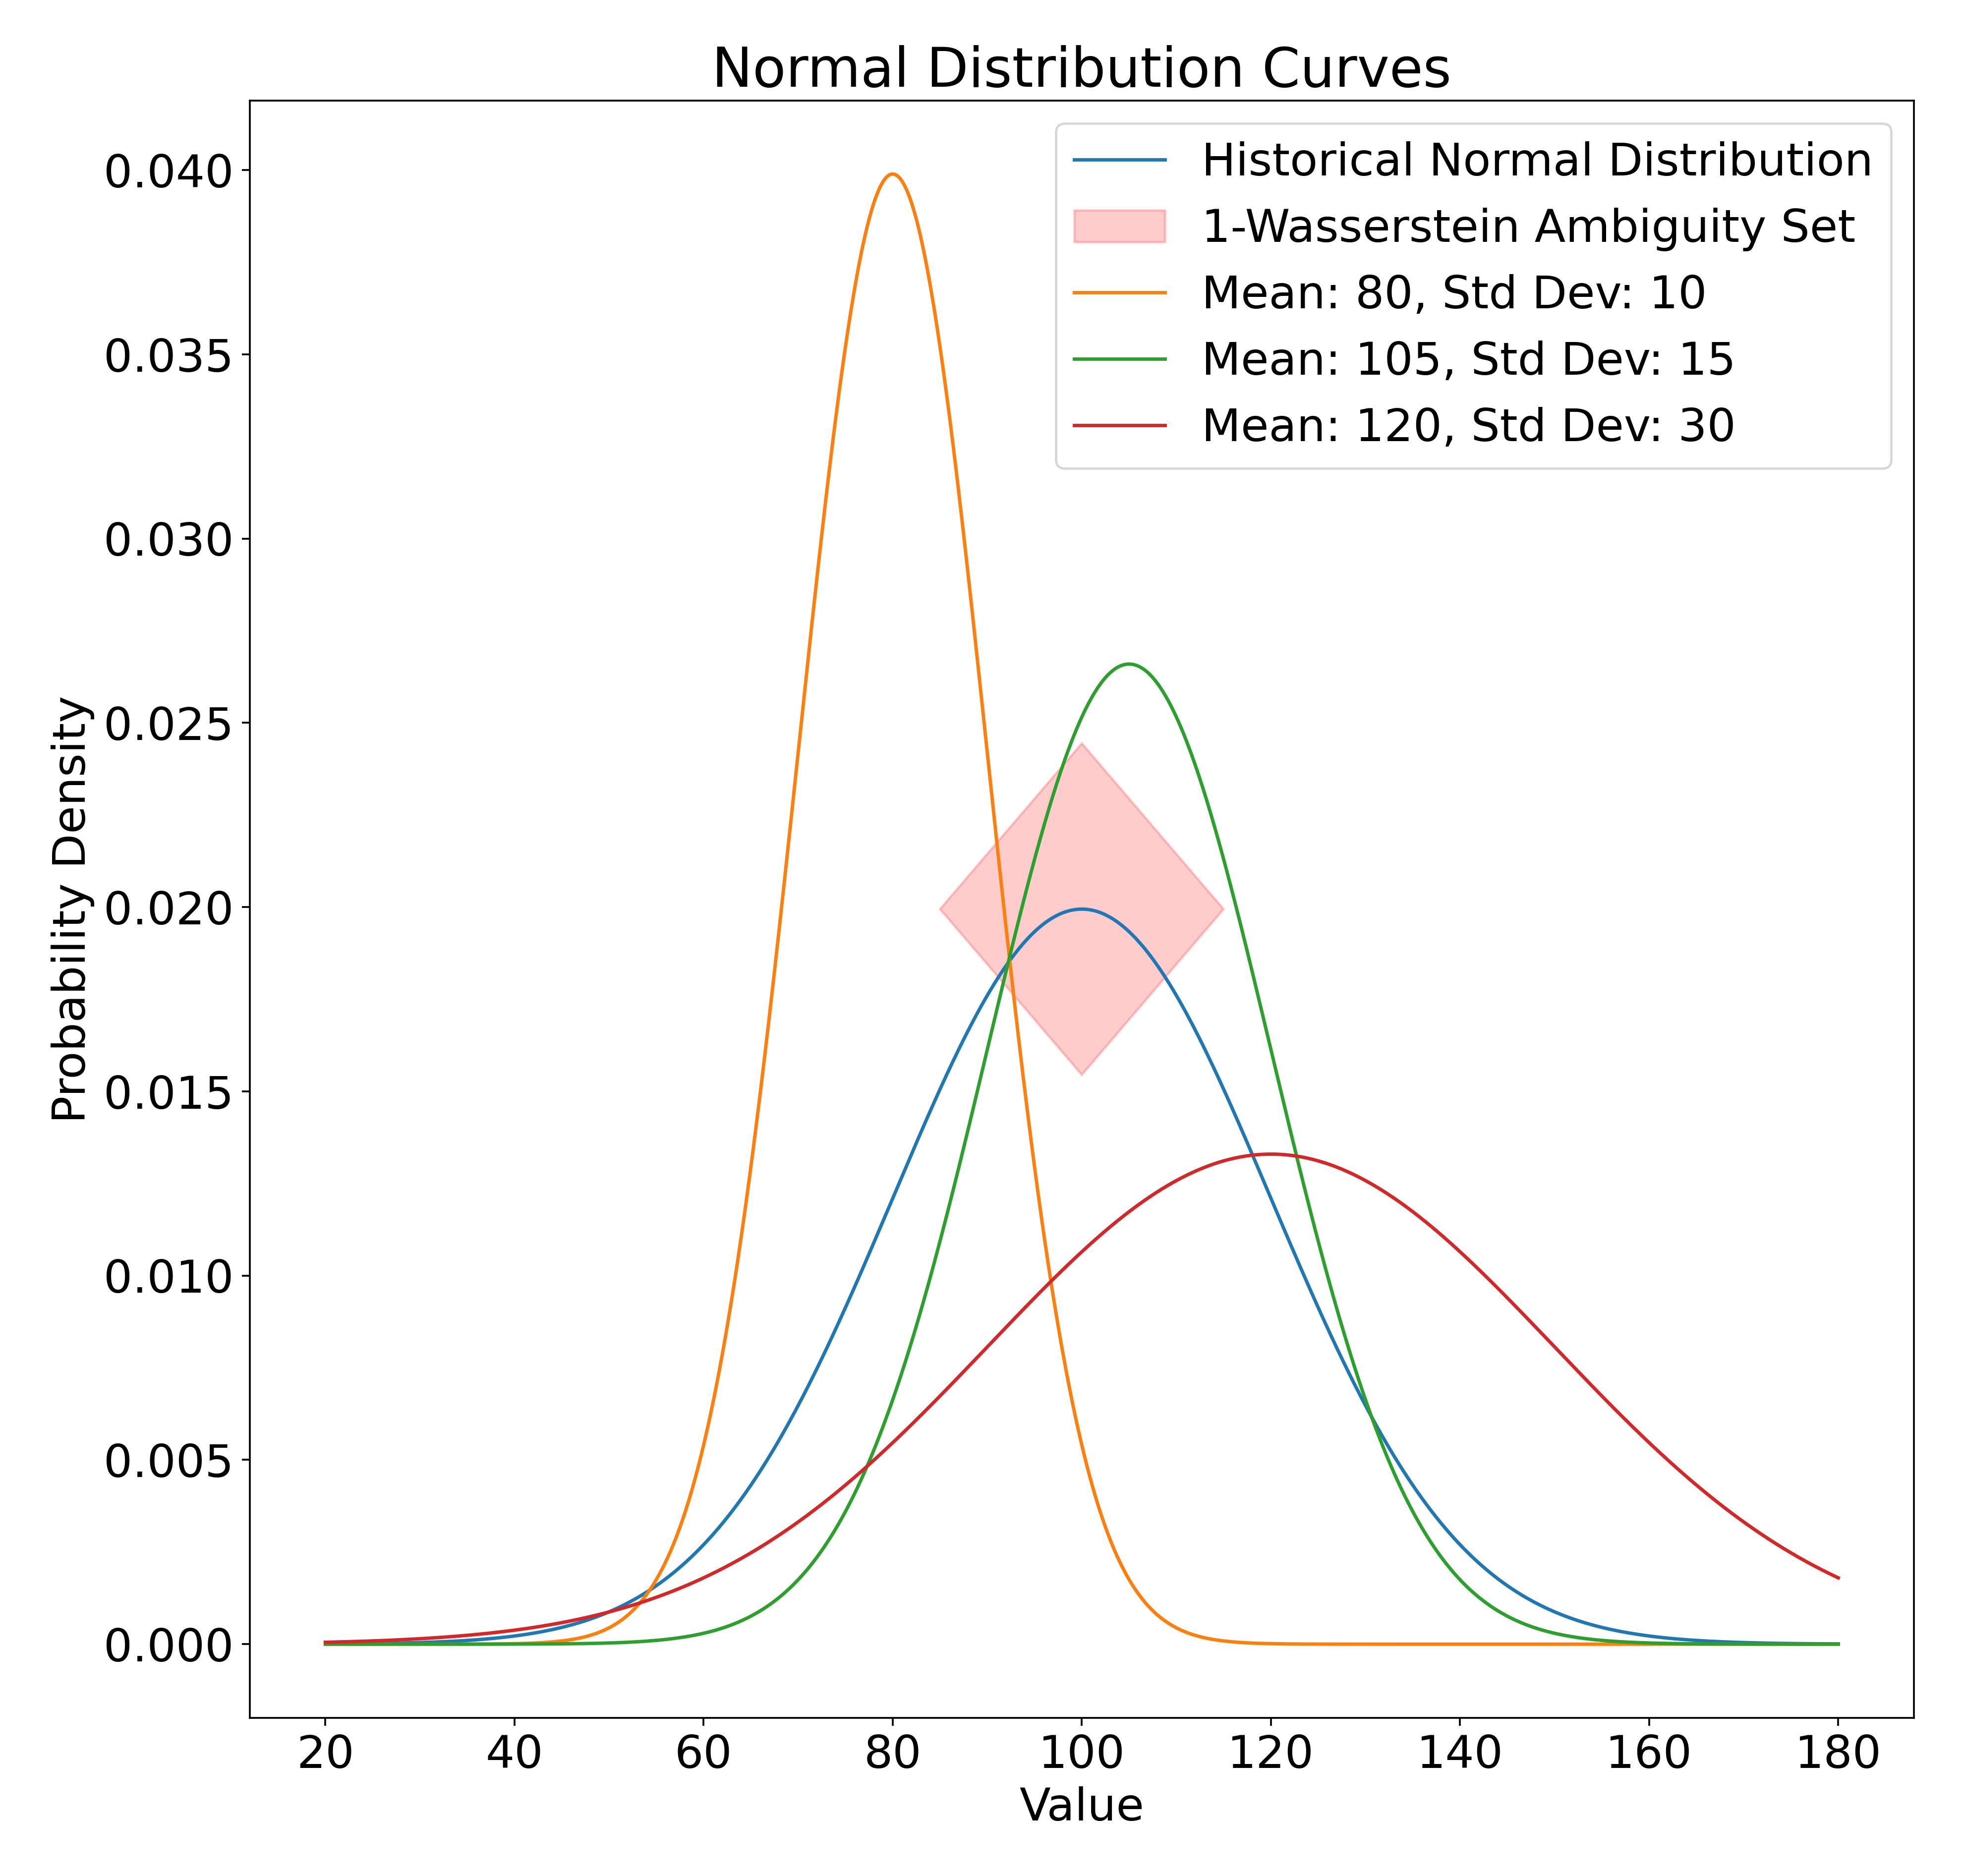 Normal Distribution Curves
Historical Normal Distribution
1-Wasserstein Ambiguity Set
Mean: 80, Std Dev: 10
Mean: 105, Std Dev: 15
Mean: 120, Std Dev: 30
Probability Density
0.040
0.035
0.030
0.025
0.020
0.015
0.010
0.005
0.000
20 40 60 80 100 120 140 160 180
Value